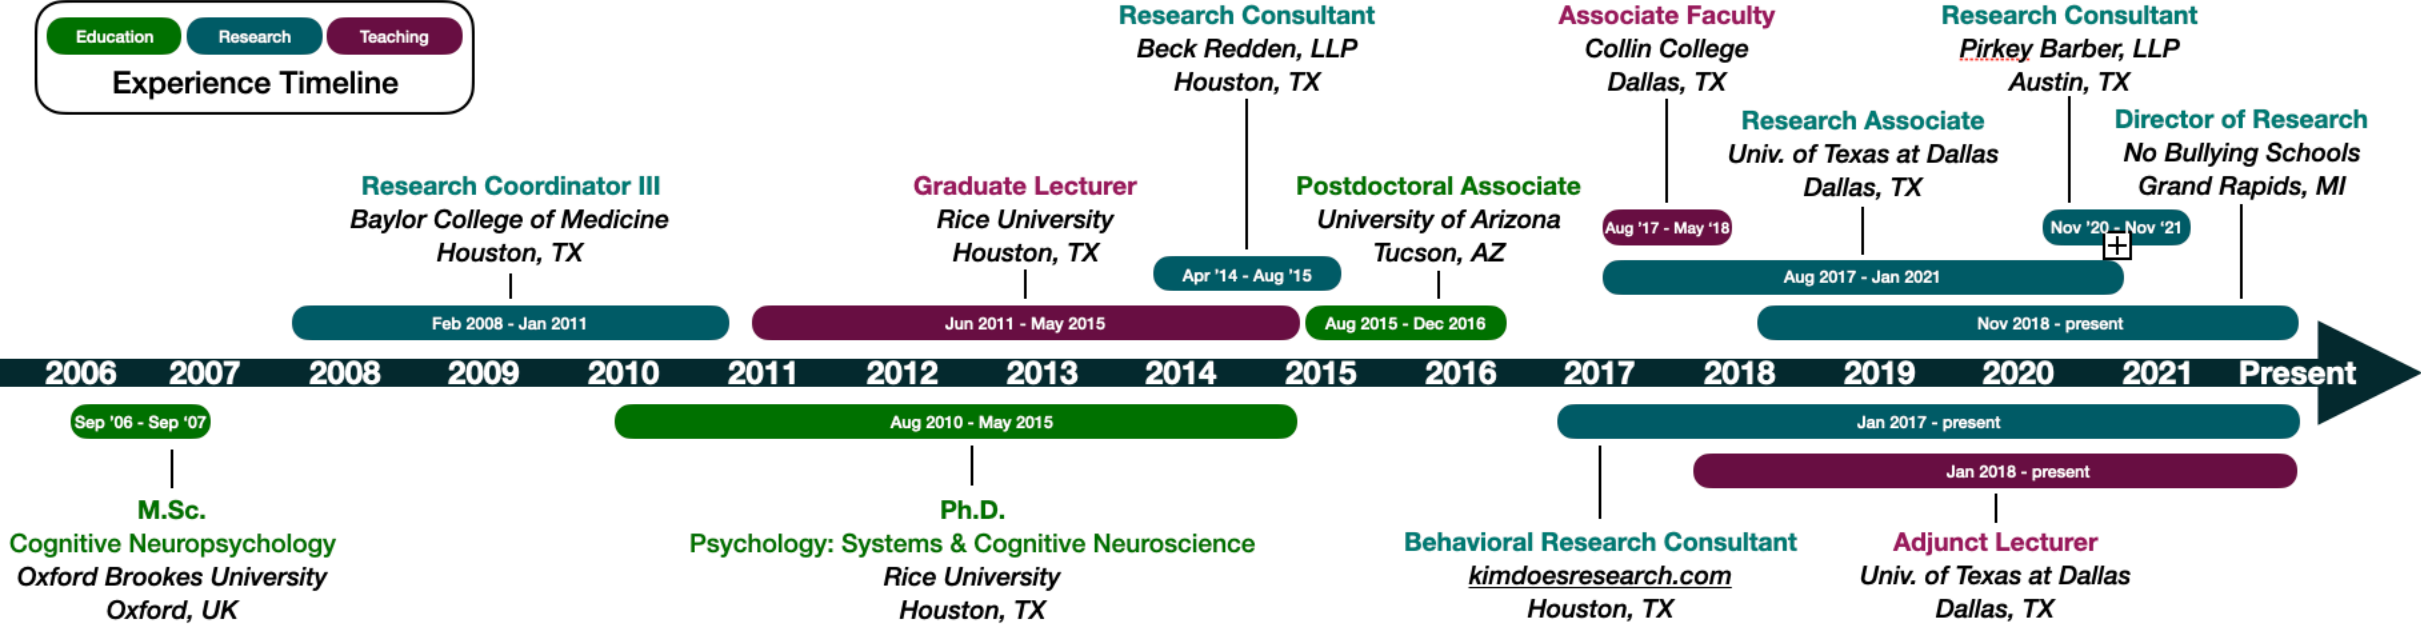 Education Research Teaching
Experience Timeline
Research Consultant
Beck Redden, LLP
Houston, TX
Associate Faculty
Collin College
Dallas, TX
Research Consultant
Pirkey Barber, LLP
Austin, TX
Research Associate
Univ. of Texas at Dallas
Dallas, TX
Director of Research
No Bullying Schools
Grand Rapids, MI
Research Coordinator III
Baylor College of Medicine
Houston, TX
Graduate Lecturer
Rice University
Houston, TX
Postdoctoral Associate
University of Arizona
Tucson, AZ
Aug ’17 - May ‘18
Nov ’20 - Nov ‘21
Apr ’14 - Aug ’15
Aug 2017 - Jan 2021
Feb 2008 - Jan 2011
Jun 2011 - May 2015
Aug 2015 - Dec 2016
Nov 2018 - present
2006 2007 2008 2009 2010 2011 2012 2013 2014 2015 2016 2017 2018 2019 2020 2021 Present
Sep ’06 - Sep ‘07
Aug 2010 - May 2015
Jan 2017 - present
Jan 2018 - present
M.Sc.
Cognitive Neuropsychology
Oxford Brookes University
Oxford, UK
Ph.D.
Psychology: Systems & Cognitive Neuroscience
Rice University
Houston, TX
Behavioral Research Consultant
kimdoesresearch.com
Houston, TX
Adjunct Lecturer
Univ. of Texas at Dallas
Dallas, TX